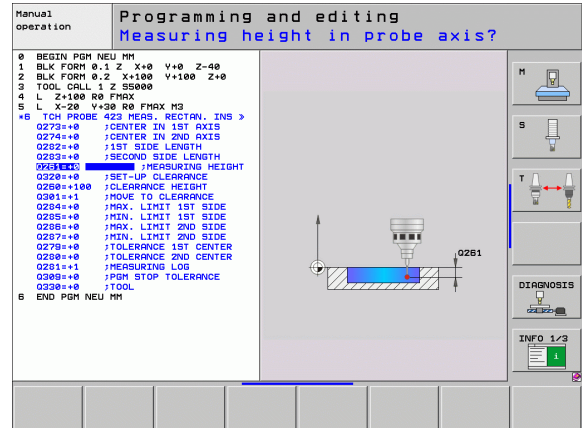 Manual
operation
Programming and editing
Measuring height in probe axis?
0 BEGIN PGM NEU MM
1 BLK FORM 0.1 Z X+0 Y+0 Z-40
2 BLK FORM 0.2 X+100 Y+100 Z+0
3 TOOL CALL 1 Z S5000
4 L Z+100 R0 FMAX
5 L X-20 Y+30 R0 FMAX M3
*6 TCH PROBE 423 MEAS. RECTAN. INS »
Q273=+0 ;CENTER IN 1ST AXIS
Q274=+0 ;CENTER IN 2ND AXIS
Q282=+0 ;1ST SIDE LENGTH
Q283=+0 ;SECOND SIDE LENGTH
Q261=+0 ;MEASURING HEIGHT
Q320=+0 ;SET-UP CLEARANCE
Q260=+100 ;CLEARANCE HEIGHT
Q301=+1 ;MOVE TO CLEARANCE
Q284=+0 ;MAX. LIMIT 1ST SIDE
Q285=+0 ;MIN. LIMIT 1ST SIDE
Q286=+0 ;MAX. LIMIT 2ND SIDE
Q287=+0 ;MIN. LIMIT 2ND SIDE
Q279=+0 ;TOLERANCE 1ST CENTER
Q280=+0 ;TOLERANCE 2ND CENTER
Q281=+1 ;MEASURING LOG
Q309=+0 ;PGM STOP TOLERANCE
Q330=+0 ;TOOL
6 END PGM NEU MM
Q261
M
S
T
DIAGNOSIS
INFO 1/3
i